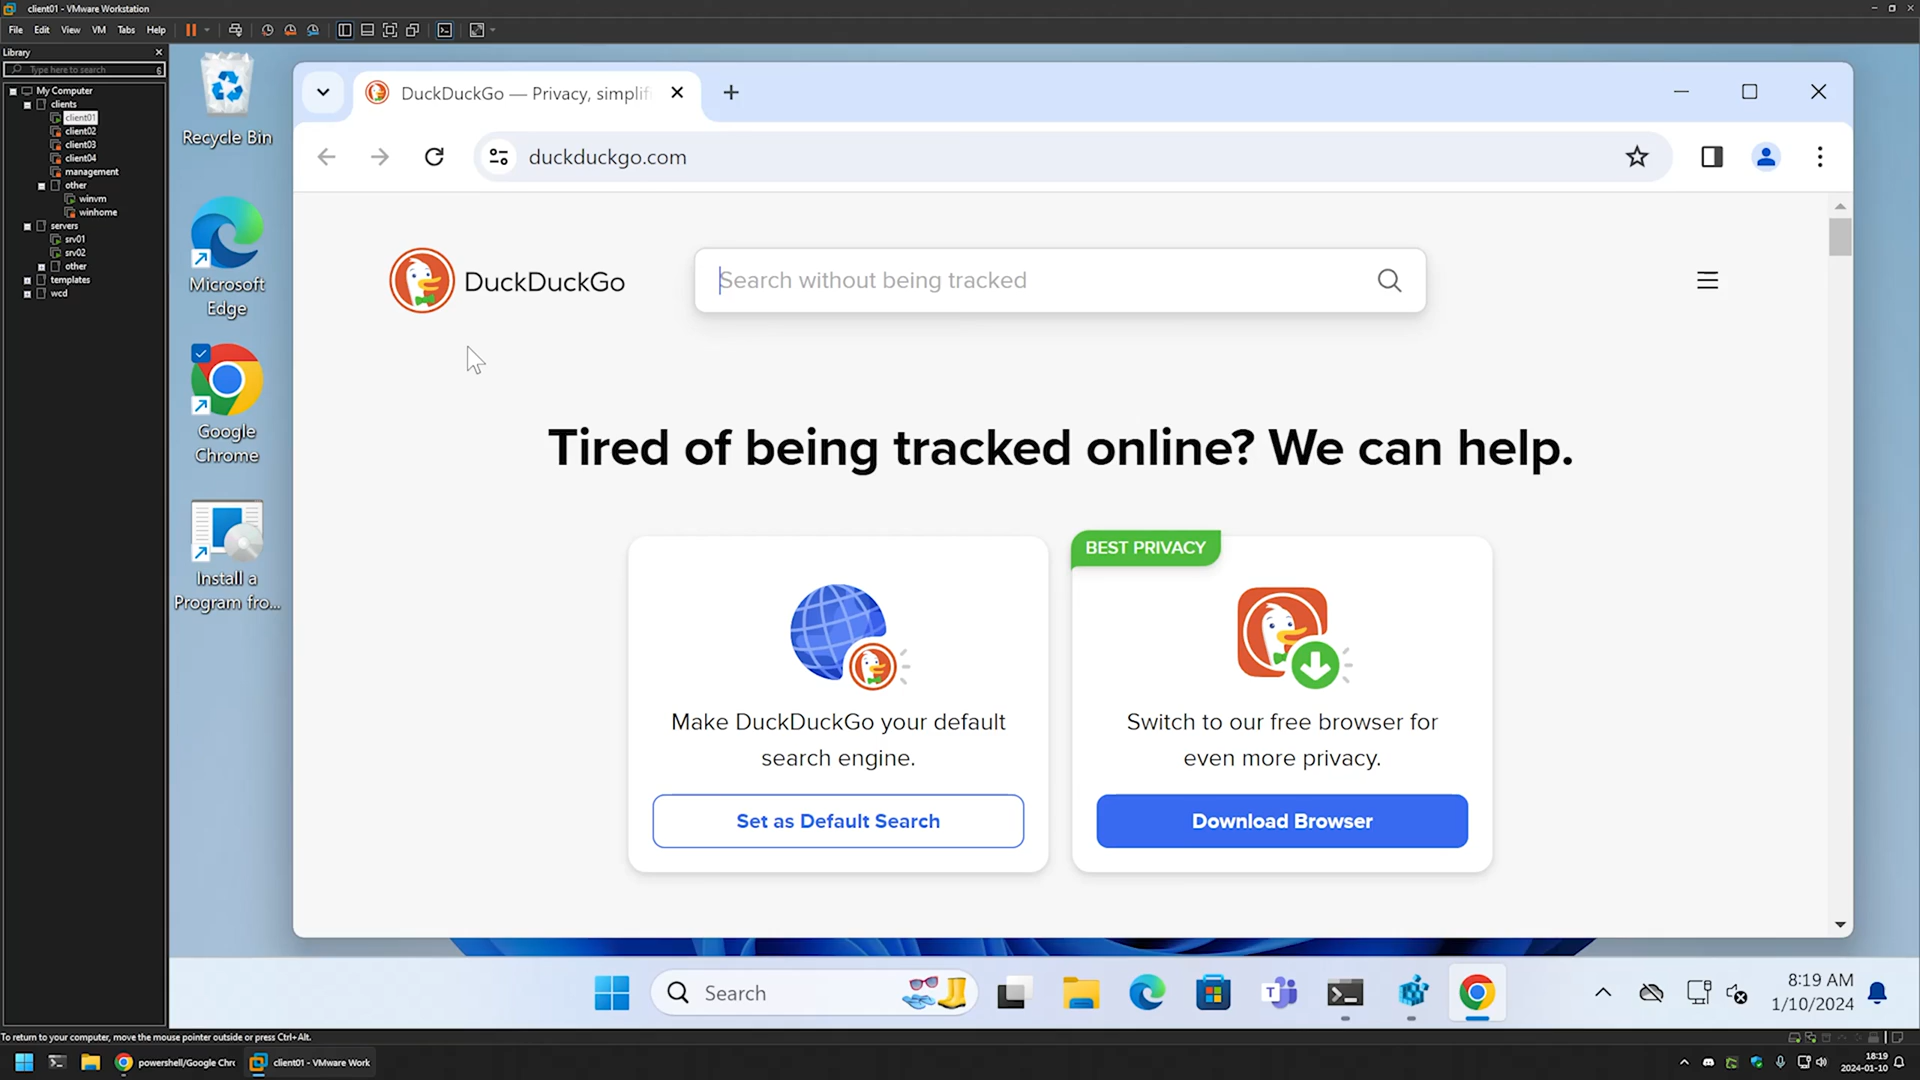 client01 - VMware Workstation
File Edit View VM Tabs Help
Library
Type here to search
My Computer
clients
client01
client02
client03
client04
management
other
winvm
winhome
servers
srv01
srv02
other
templates
wcd
Recycle Bin
Microsoft
Edge
Google
Chrome
Install a
Program fro...
DuckDuckGo — Privacy, simplifi
duckduckgo.com
DuckDuckGo
Search without being tracked
Tired of being tracked online? We can help.
Make DuckDuckGo your default
search engine.
Set as Default Search
BEST PRIVACY
Switch to our free browser for
even more privacy.
Download Browser
Search
T
8:19 AM
1/10/2024
To return to your computer, move the mouse pointer outside or press Ctrl+Alt.
powershell/Google Chro
client01 - VMware Work
18:19
2024-01-10